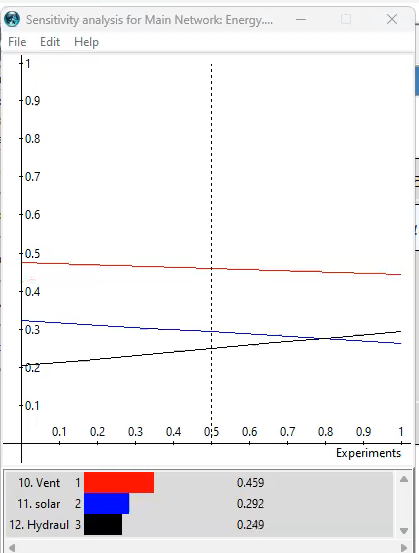 Sensitivity analysis for Main Network: Energy....
File Edit Help
1
0.9
0.8
0.7
0.6
0.5
0.4
0.3
0.2
0.1
0.1 0.2 0.3 0.4 0.5 0.6 0.7 0.8 0.9 1
Experiments
10. Vent 1 0.459
11. solar 2 0.292
12. Hydraul 3 0.249